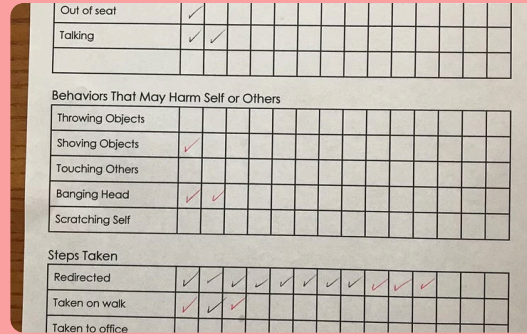 Out of seat
Talking
Behaviors That May Harm Self or Others
Throwing Objects
Shoving Objects
Touching Others
Banging Head
Scratching Self
Steps Taken
Redirected
Taken on walk
Taken to office